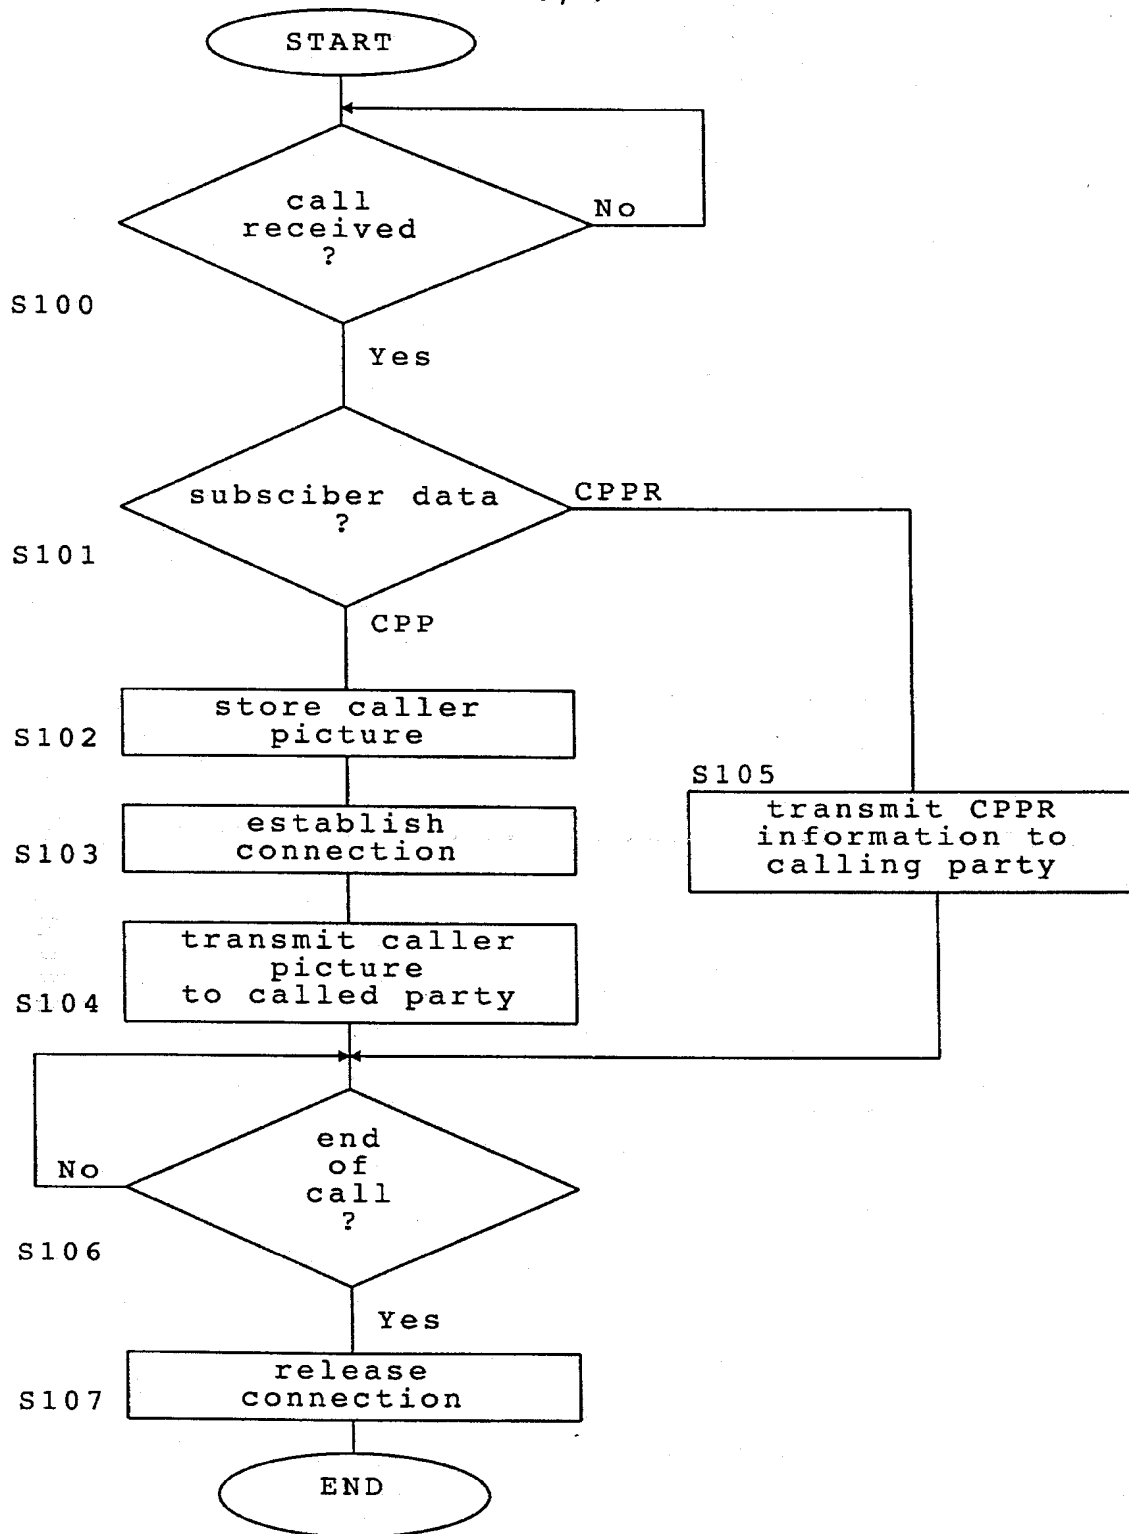 START
call
received
?
No
S100
Yes
subsciber data
?
CPPR
S101
CPP
store caller
picture
S102
establish
connection
S103
S105
transmit CPPR
information to
calling party
transmit caller
picture
to called party
S104
end
of
call
?
No
S106
Yes
release
connection
S107
END